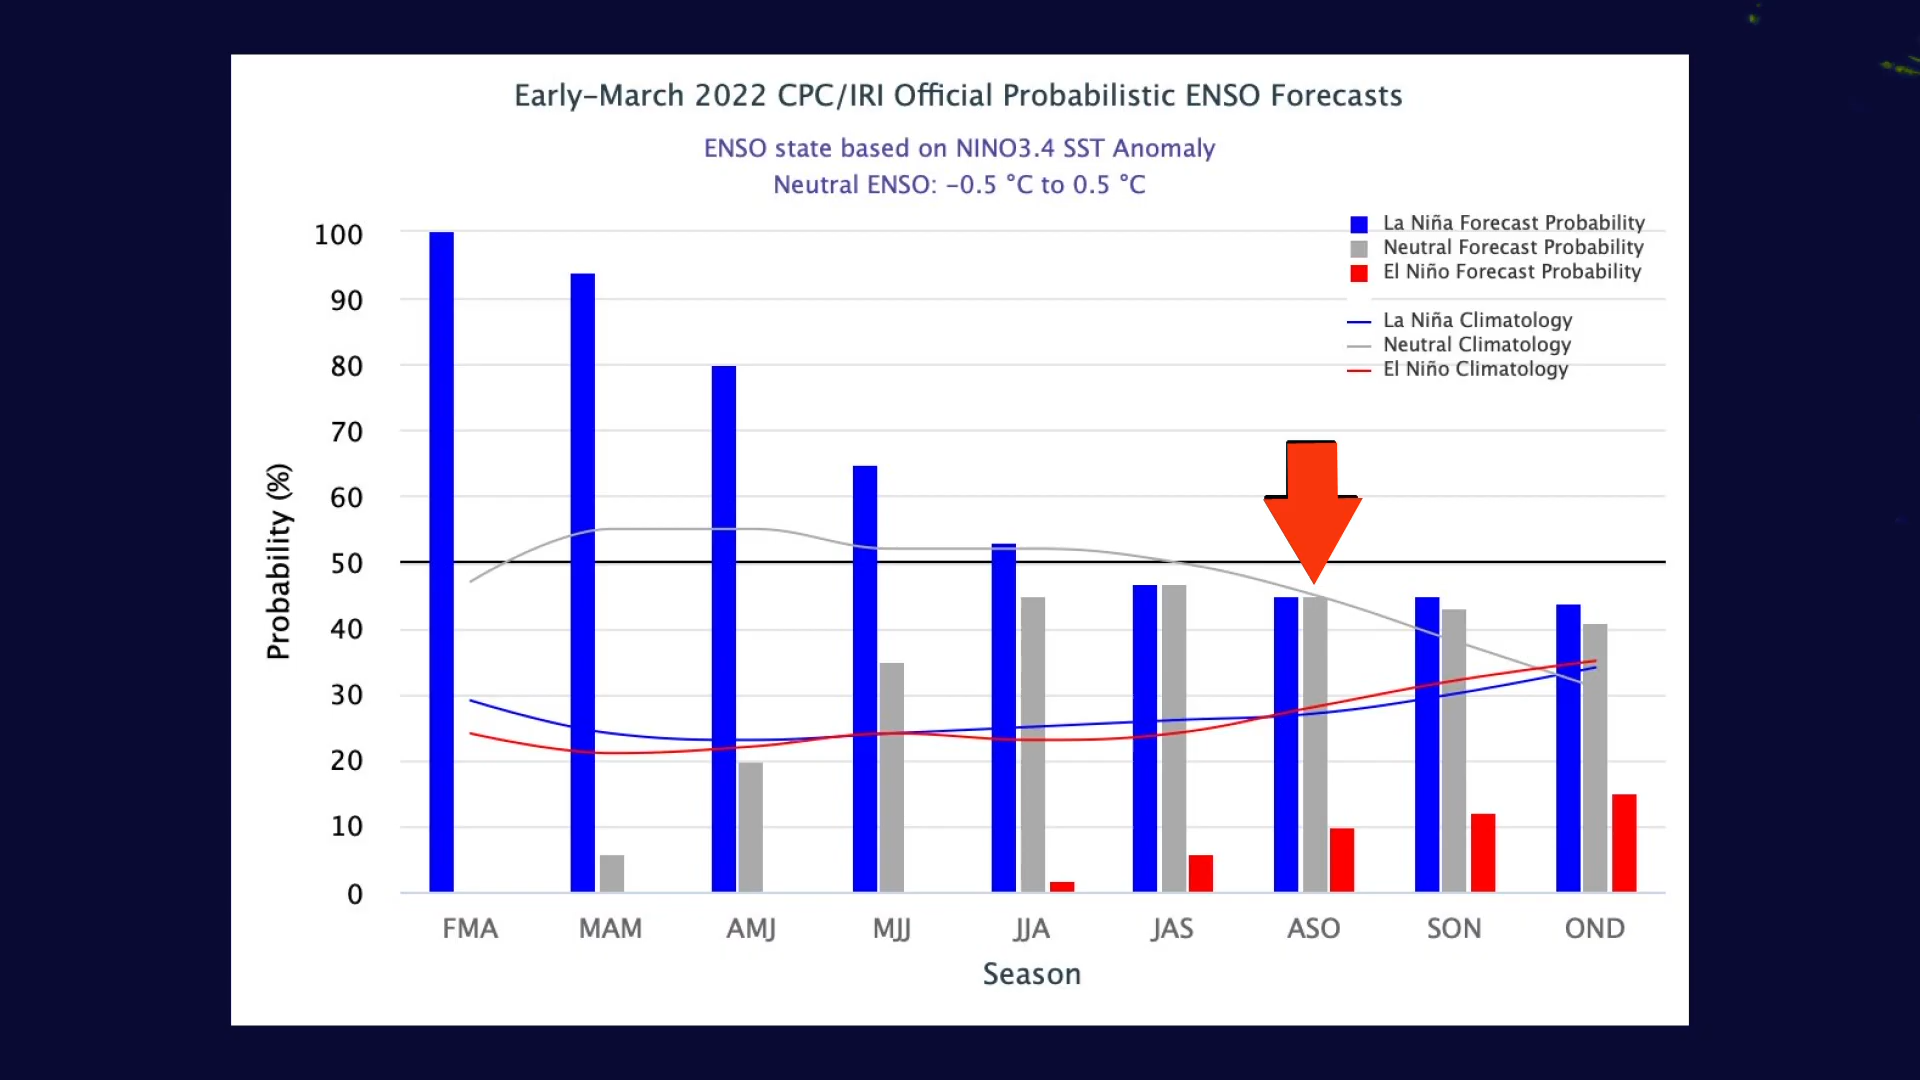 Early-March 2022 CPC/IRI Official Probabilistic ENSO Forecasts
ENSO state based on NINO3.4 SST Anomaly
Neutral ENSO: -0.5 °C to 0.5 °C
La Niña Forecast Probability
Neutral Forecast Probability
El Niño Forecast Probability
La Niña Climatology
Neutral Climatology
El Niño Climatology
Probability (%)
100
90
80
70
60
50
40
30
20
10
0
FMA MAM AMJ MJJ JJA JAS ASO SON OND
Season